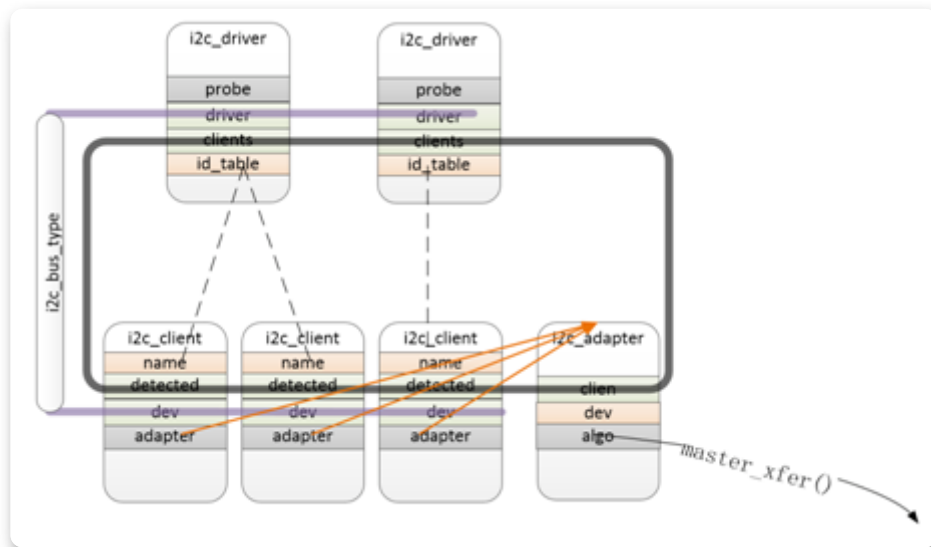 i2c_driver
probe
driver
clients
id_table
i2c_driver
probe
driver
clients
id_table
i2c_bus_type
i2c_client
name
detected
dev
adapter
i2c_client
name
detected
dev
adapter
i2c_client
name
detected
dev
adapter
i2c_adapter
clien
dev
algo
master_xfer()